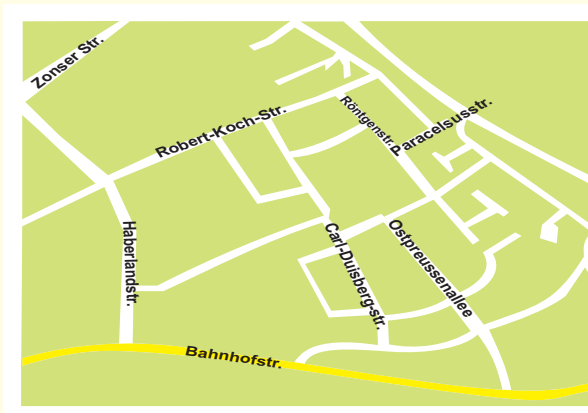 Zonser Str.
Robert-Koch-Str.
Röntgenstr.
Paracelsusstr.
Haberlandstr.
Carl-Duisberg-str.
Ostpreussenallee
Bahnhofstr.